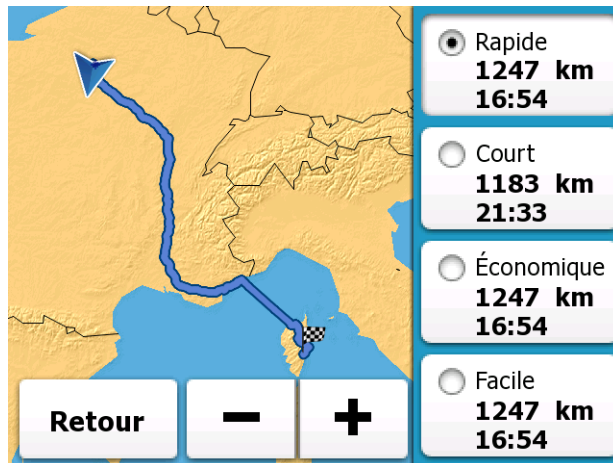 Rapide
1247 km
16:54
Court
1183 km
21:33
Économique
1247 km
16:54
Facile
1247 km
16:54
Retour
− +